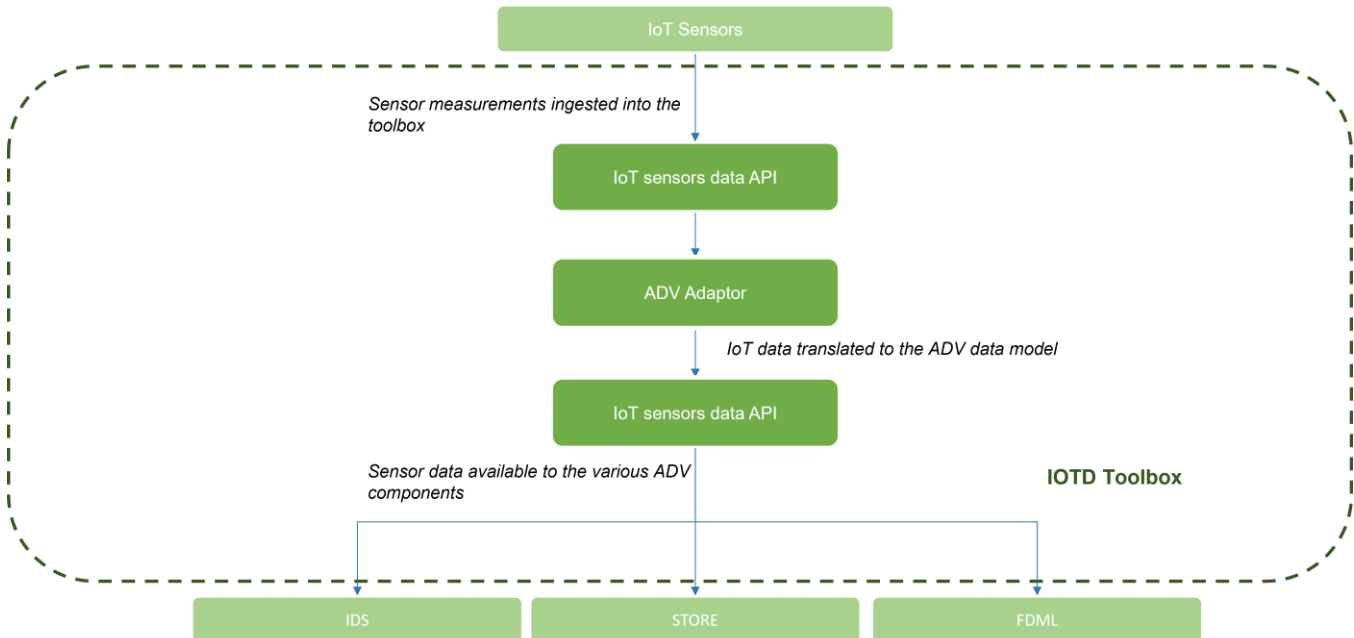 IoT Sensors
Sensor measurements ingested into the
toolbox
IoT sensors data API
ADV Adaptor
IoT data translated to the ADV data model
IoT sensors data API
Sensor data available to the various ADV
components
IOTD Toolbox
IDS
STORE
FDML